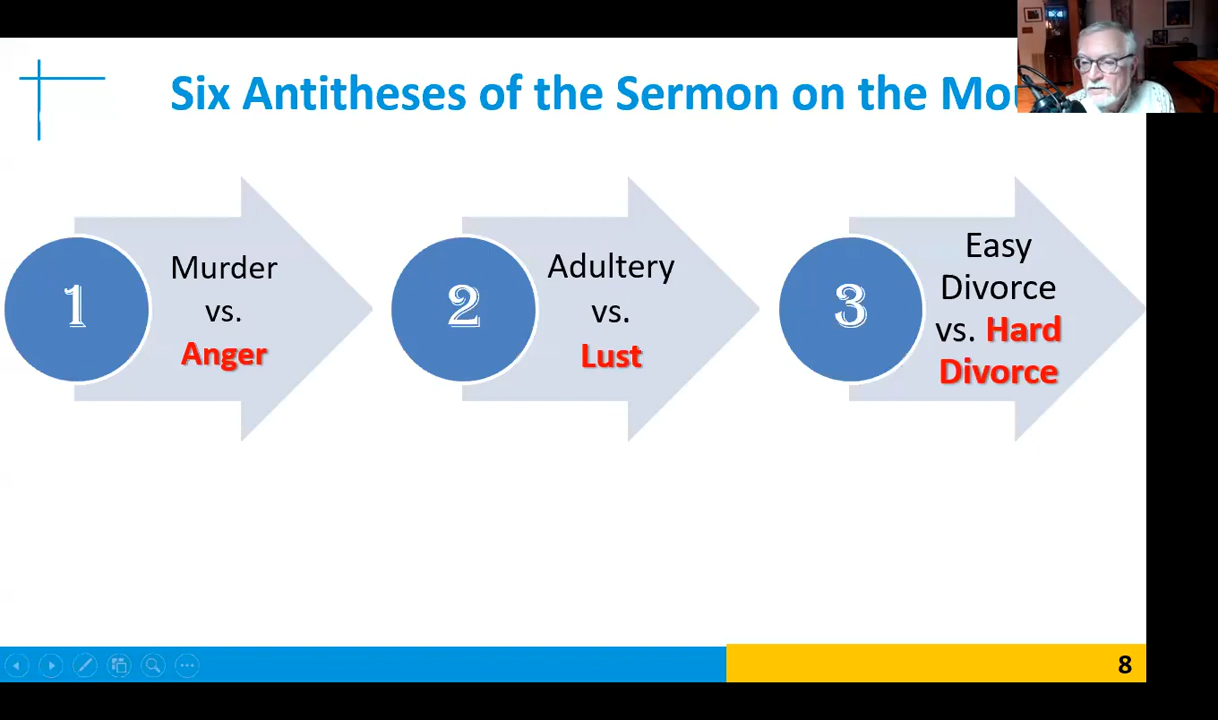 Six Antitheses of the Sermon on the
1
Murder
vs.
Anger
2
Adultery
vs.
Lust
3
Easy
Divorce
vs. Hard
Divorce
8